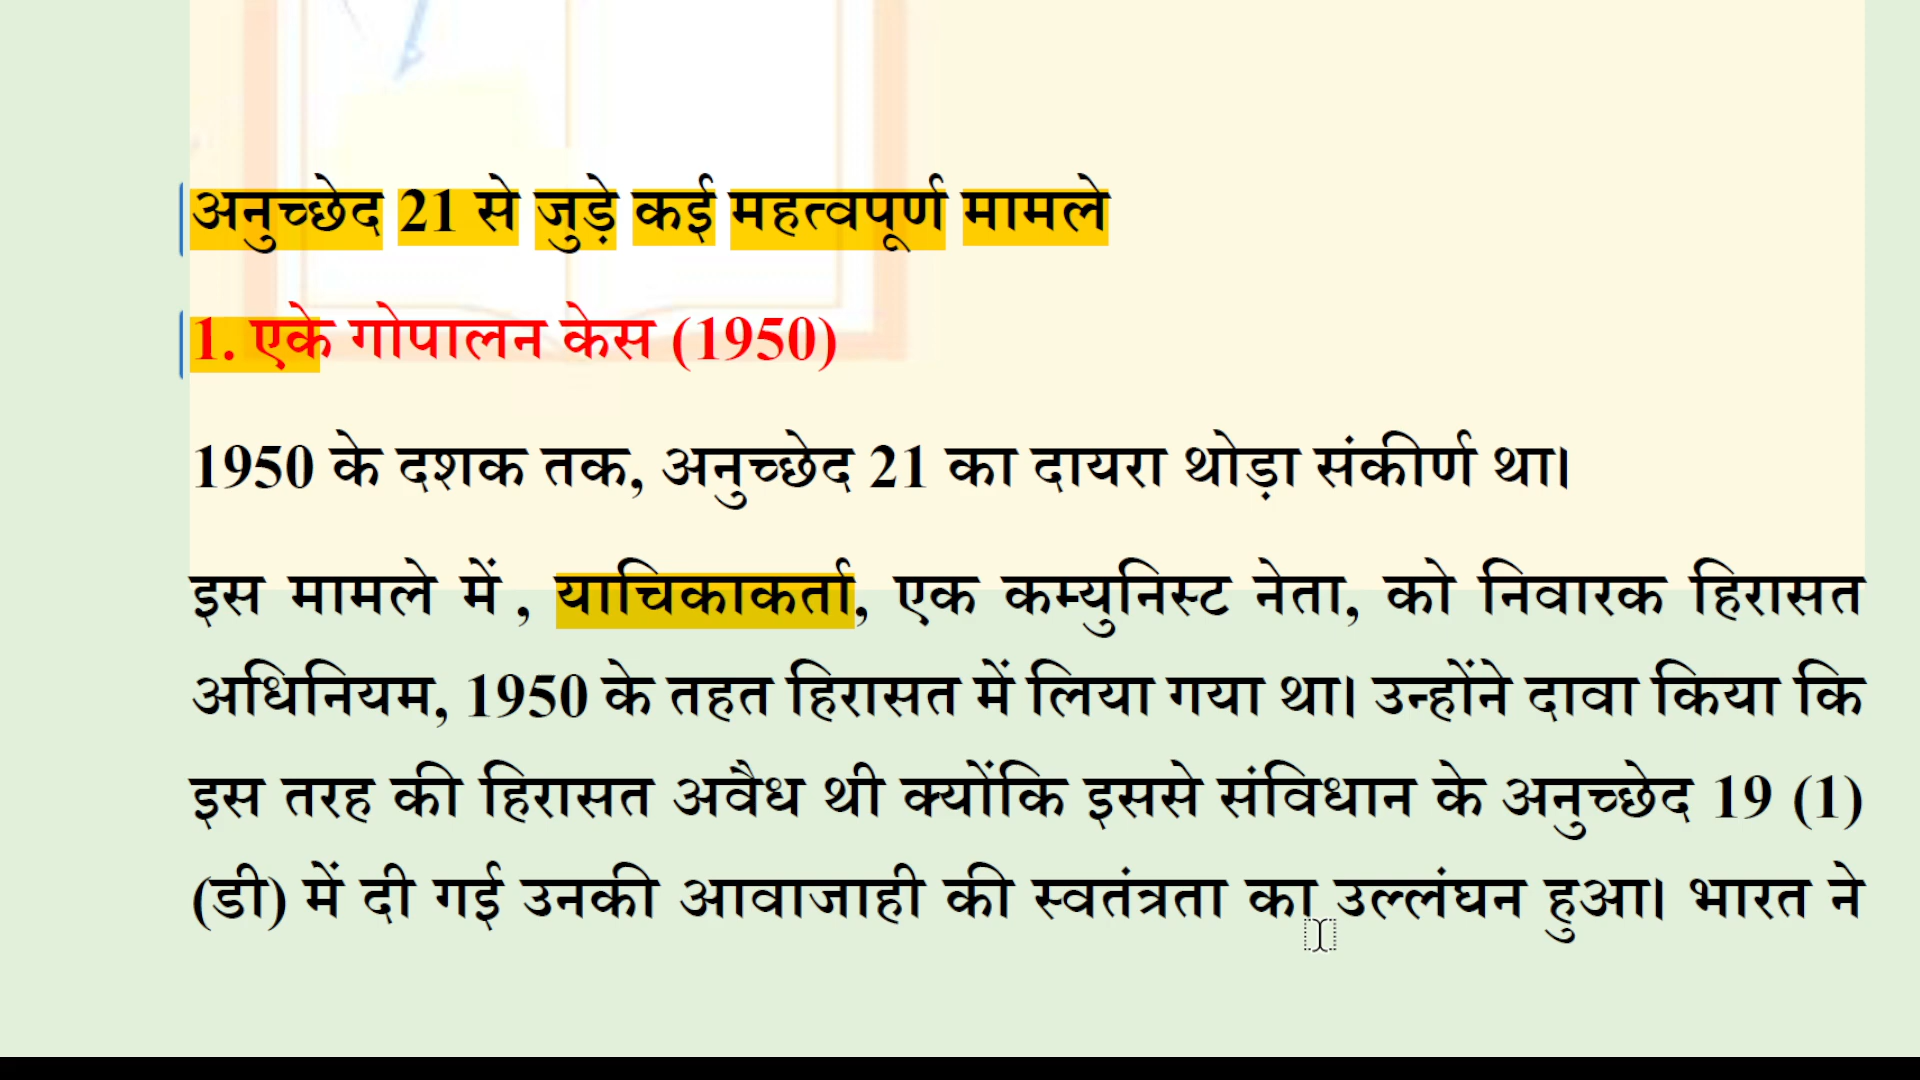 अनुच्छेद 21 से जुड़े कई महत्वपूर्ण मामले
1. एके गोपालन केस (1950)
1950 के दशक तक, अनुच्छेद 21 का दायरा थोड़ा संकीर्ण था।
इस मामले में , याचिकाकर्ता, एक कम्युनिस्ट नेता, को निवारक हिरासत
अधिनियम, 1950 के तहत हिरासत में लिया गया था। उन्होंने दावा किया कि
इस तरह की हिरासत अवैध थी क्योंकि इससे संविधान के अनुच्छेद 19 (1)
(डी) में दी गई उनकी आवाजाही की स्वतंत्रता का उल्लंघन हुआ। भारत ने